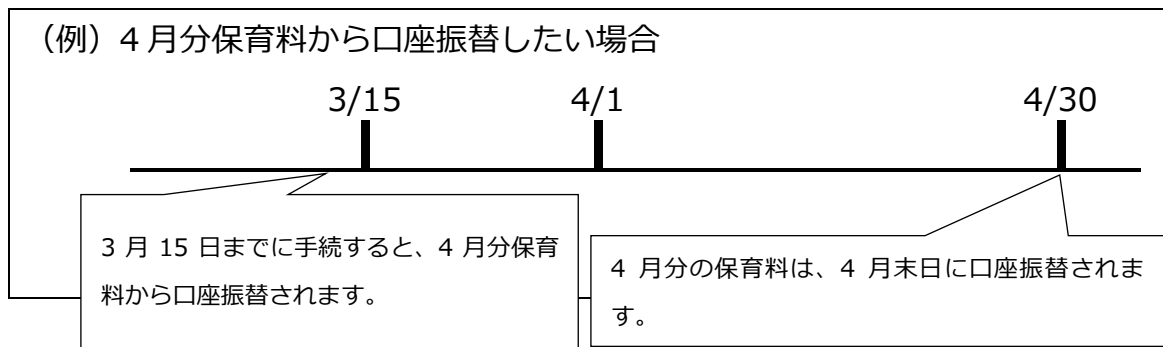 （例）４月分保育料から口座振替したい場合
3/15 4/1 4/30
3 月 15 日までに手続すると、4 月分保育
料から口座振替されます。
4 月分の保育料は、4 月末日に口座振替されま
す。